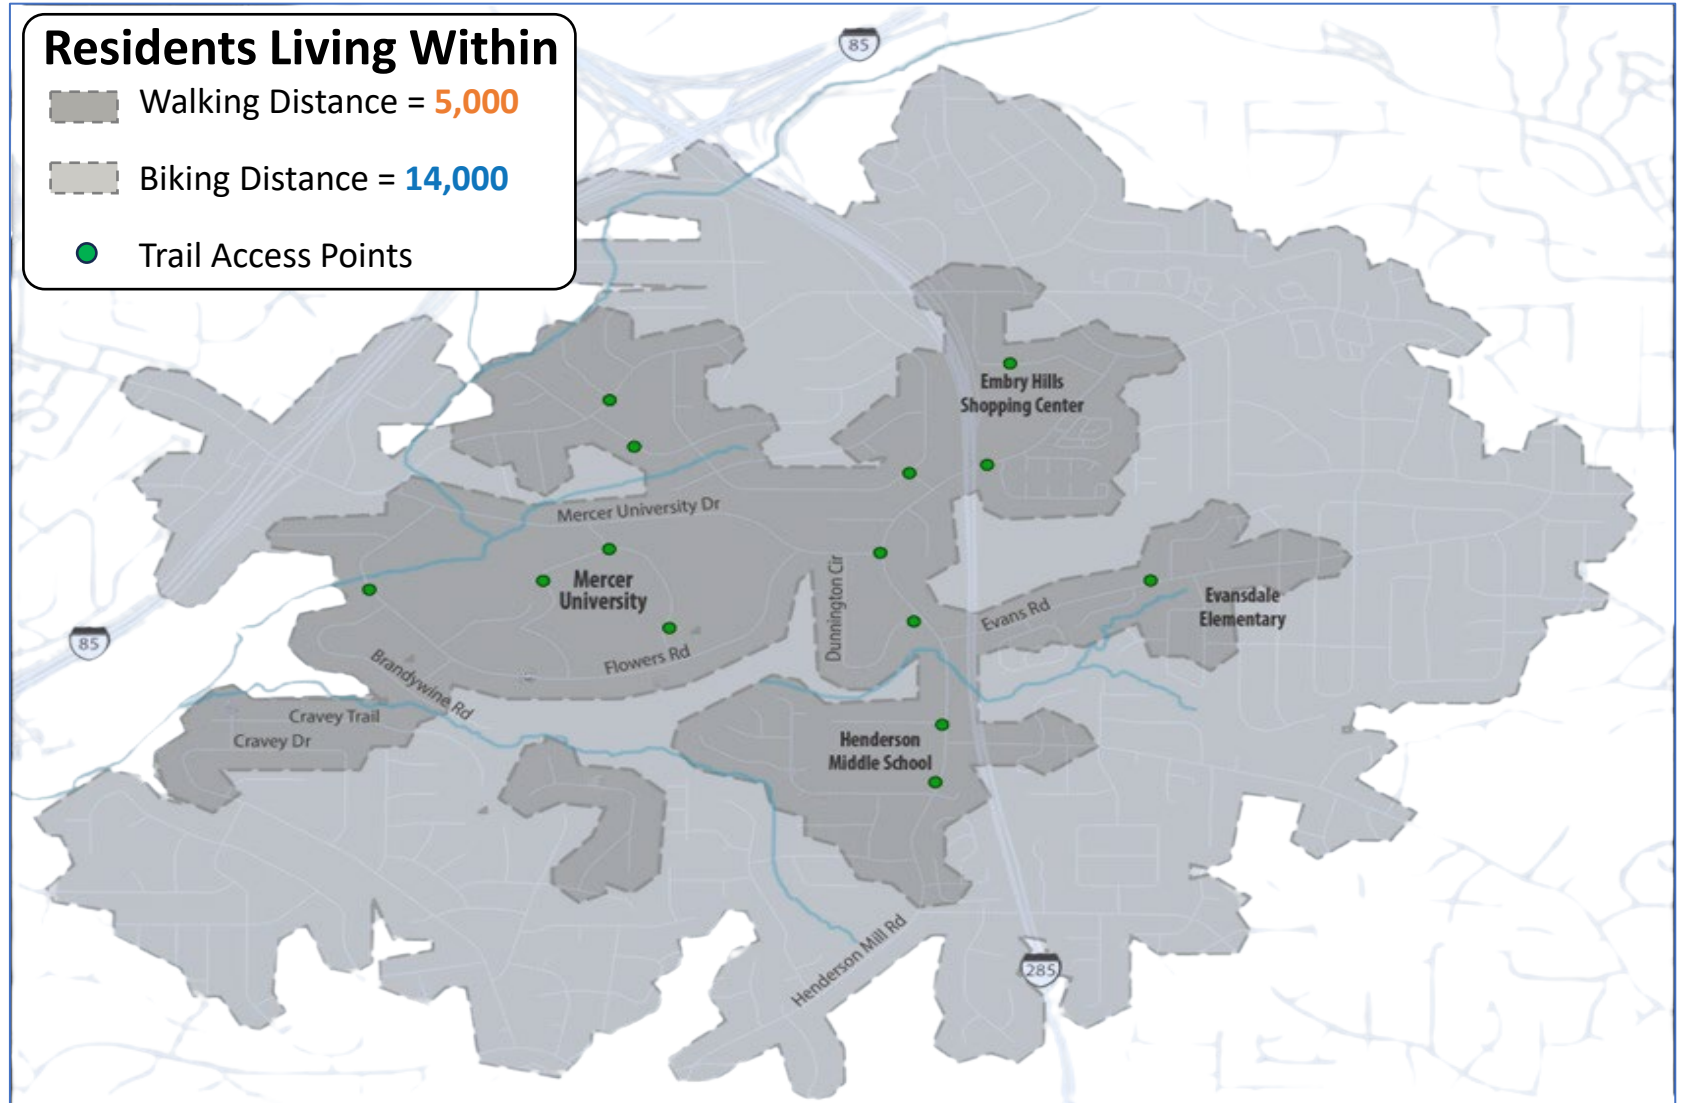 Residents Living Within
Walking Distance = 5,000
Biking Distance = 14,000
Trail Access Points
85
Embry Hills
Shopping Center
Mercer University Dr
Mercer
University
Dunnington Cir
Evans Rd
Evansdale
Elementary
85
Flowers Rd
Brandywine Rd
Cravey Trail
Cravey Dr
Henderson
Middle School
Henderson Mill Rd
285